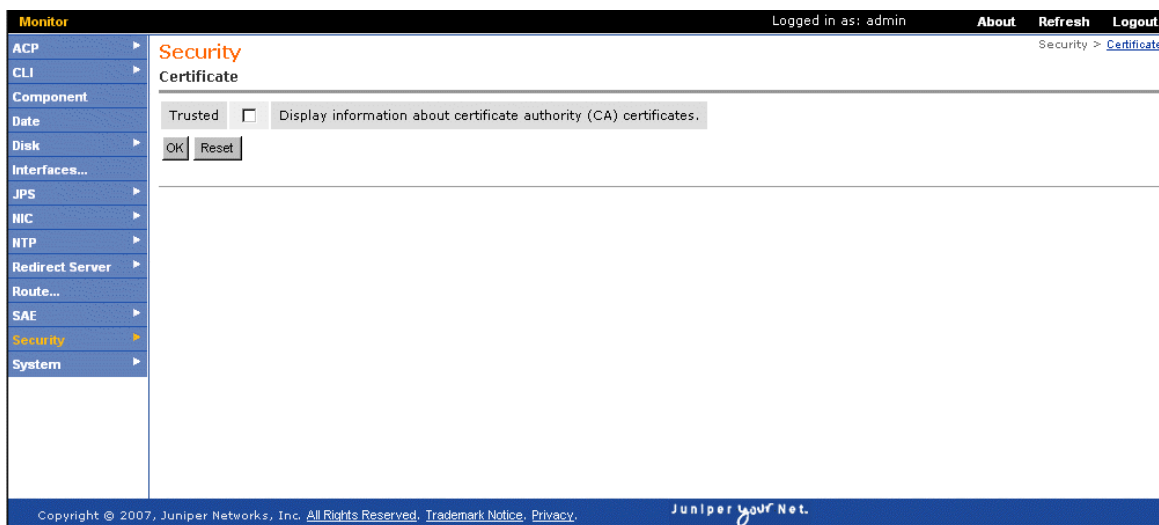 Monitor Logged in as: admin About Refresh Logout
Security > Certificate
ACP
CLI
Component
Date
Disk
Interfaces...
JPS
NIC
NTP
Redirect Server
Route...
SAE
Security
System
Security
Certificate
Trusted Display information about certificate authority (CA) certificates.
OK Reset
Copyright © 2007, Juniper Networks, Inc. All Rights Reserved. Trademark Notice. Privacy. Juniper your Net.